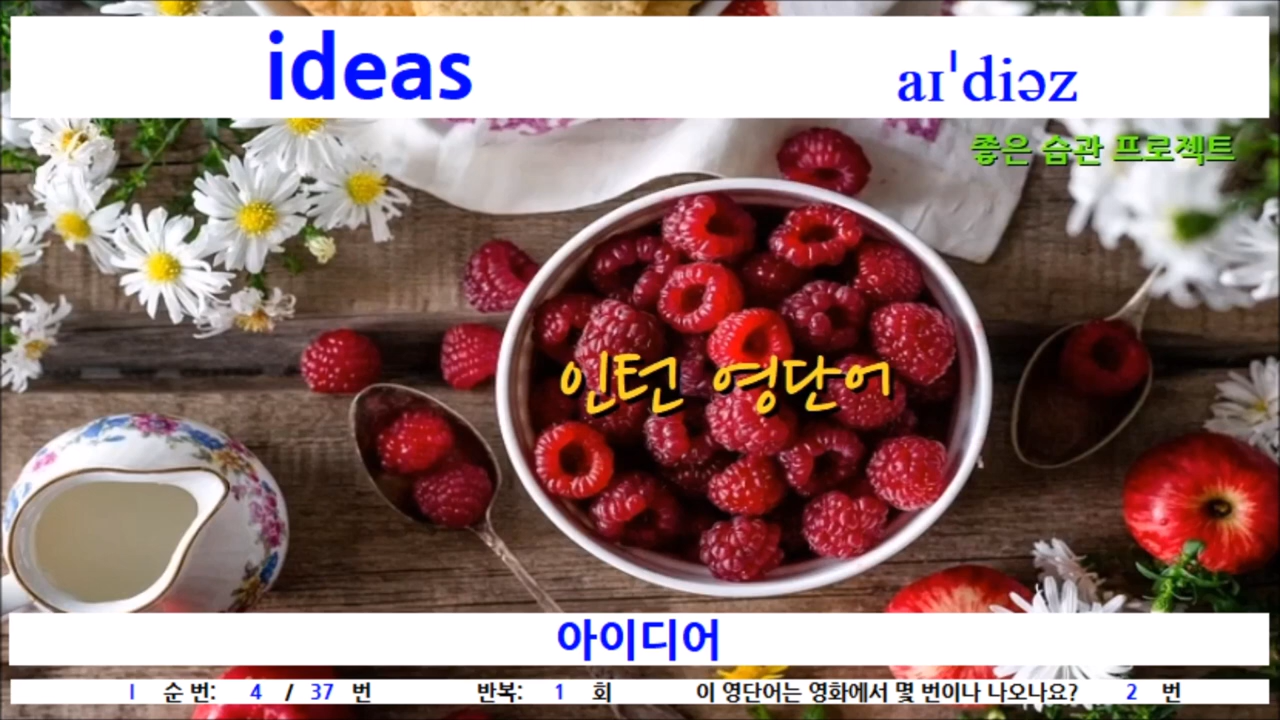 ideas aɪˈdiəz
좋은 습관 프로젝트
인턴 영단어
아이디어
I 순 번: 4 / 37 번 반복: 1 회 이 영단어는 영화에서 몇 번이나 나오나요? 2 번